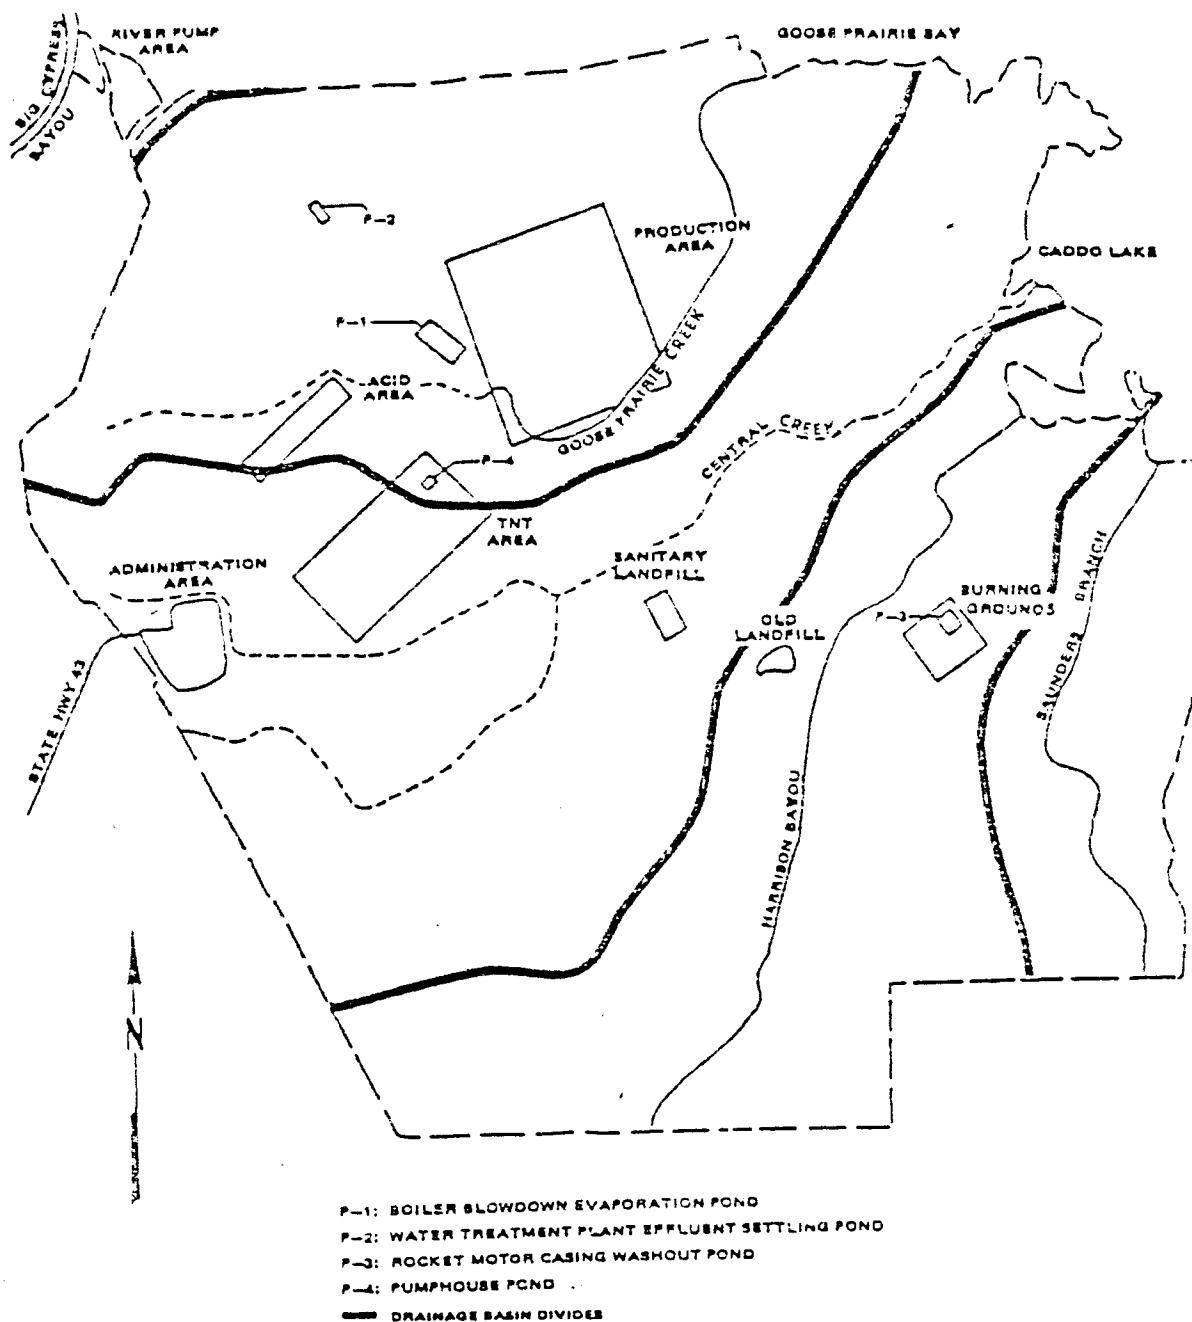 RIVER PUMP
AREA
GOOSE PRAIRIE BAY
BIG CYPRESS
BAYOU
P-2
PRODUCTION
AREA
CADDO LAKE
P-1
ACID
AREA
GOOSE PRAIRIE CREEK
CENTRAL CREEK
P-4
TNT
AREA
SANITARY
LANDFILL
ADMINISTRATION
AREA
BURNING
GROUNDS
P-3
OLD
LANDFILL
SAUNDERS BRANCH
STATE HWY 43
HARRISON BAYOU
N
P-1: BOILER BLOWDOWN EVAPORATION POND
P-2: WATER TREATMENT PLANT EFFLUENT SETTLING POND
P-3: ROCKET MOTOR CASING WASHOUT POND
P-4: PUMPHOUSE POND
DRAINAGE BASIN DIVIDES